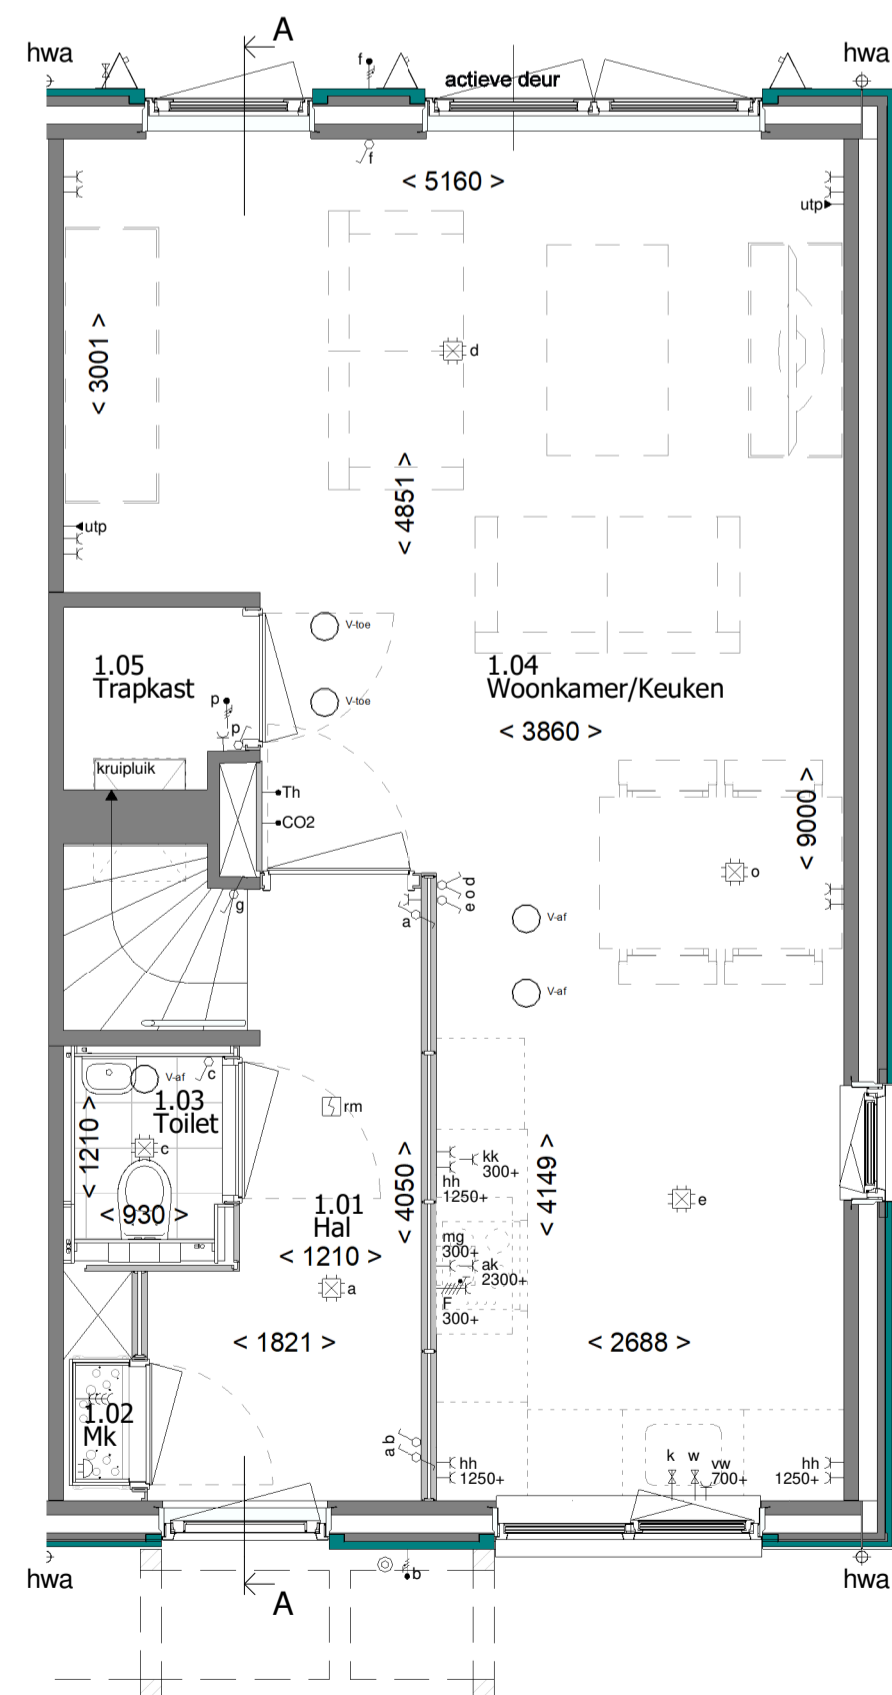 A
hwa
hwa
f
actieve deur
f
< 5160 >
utp
< 3001 >
d
< 4851 >
utp
V-toe
1.05
Trapkast
1.04
Woonkamer/Keuken
p
V-toe
p
< 3860 >
kruipluik
Th
CO2
< 9000 >
o
g
a
e o d
V-af
V-af
V-af
c
1.03
Toilet
< 1210 >
c
rm
< 930 >
kk
300+
hh
1250+
< 4050 >
< 4149 >
e
1.01
Hal
< 1210 >
a
mg
300+
ak
2300+
F
300+
< 1821 >
< 2688 >
1.02
Mk
a b
hh
1250+
k
w
vw
700+
hh
1250+
hwa
A
b
hwa